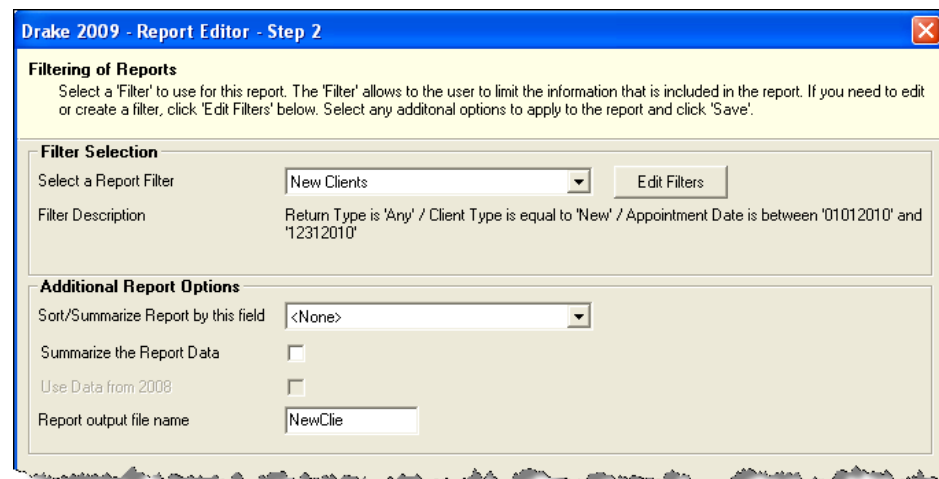 Drake 2009 - Report Editor - Step 2
Filtering of Reports
Select a 'Filter' to use for this report. The 'Filter' allows to the user to limit the information that is included in the report. If you need to edit
or create a filter, click 'Edit Filters' below. Select any additonal options to apply to the report and click 'Save'.
Filter Selection
Select a Report Filter New Clients Edit Filters
Filter Description Return Type is 'Any' / Client Type is equal to 'New' / Appointment Date is between '01012010' and
'12312010'
Additional Report Options
Sort/Summarize Report by this field <None>
Summarize the Report Data
Use Data from 2008
Report output file name NewClie